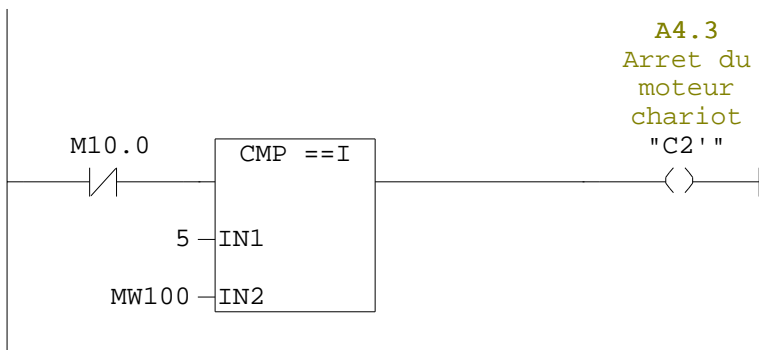 A4.3
Arret du
moteur
chariot
"C2'"
M10.0
CMP ==I
5
IN1
MW100
IN2